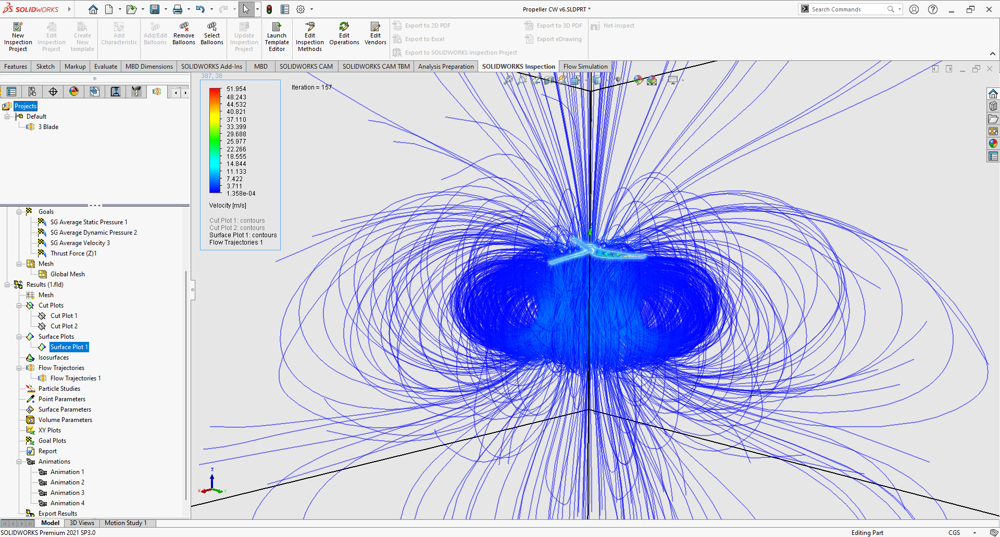 SOLIDWORKS
Propeller CW v6.SLDPRT *
Search Commands
New Inspection Project
Edit Inspection Project
Create New template
Add Characteristic
Add/Edit Balloons
Remove Balloons
Select Balloons
Update Inspection Project
Launch Template Editor
Edit Inspection Methods
Edit Operations
Edit Vendors
Export to 2D PDF
Export to Excel
Export to SOLIDWORKS Inspection Project
Export to 3D PDF
Export eDrawing
Net-Inspect
Features
Sketch
Markup
Evaluate
MBD Dimensions
SOLIDWORKS Add-Ins
MBD
SOLIDWORKS CAM
SOLIDWORKS CAM TBM
Analysis Preparation
SOLIDWORKS Inspection
Flow Simulation
Projects
Default
3 Blade
Goals
SG Average Static Pressure 1
SG Average Dynamic Pressure 2
SG Average Velocity 3
Thrust Force (Z)1
Mesh
Global Mesh
Results (1.fld)
Mesh
Cut Plots
Cut Plot 1
Cut Plot 2
Surface Plots
Surface Plot 1
Isosurfaces
Flow Trajectories
Flow Trajectories 1
Particle Studies
Point Parameters
Surface Parameters
Volume Parameters
XY Plots
Goal Plots
Report
Animations
Animation 1
Animation 2
Animation 3
Animation 4
Export Results
387, 38
51.954
48.243
44.532
40.821
37.110
33.399
29.688
25.977
22.266
18.555
14.844
11.133
7.422
3.711
1.358e-04
Velocity [m/s]
Cut Plot 1: contours
Cut Plot 2: contours
Surface Plot 1: contours
Flow Trajectories 1
Iteration = 157
Z
X
Y
Model
3D Views
Motion Study 1
SOLIDWORKS Premium 2021 SP3.0
Editing Part
CGS